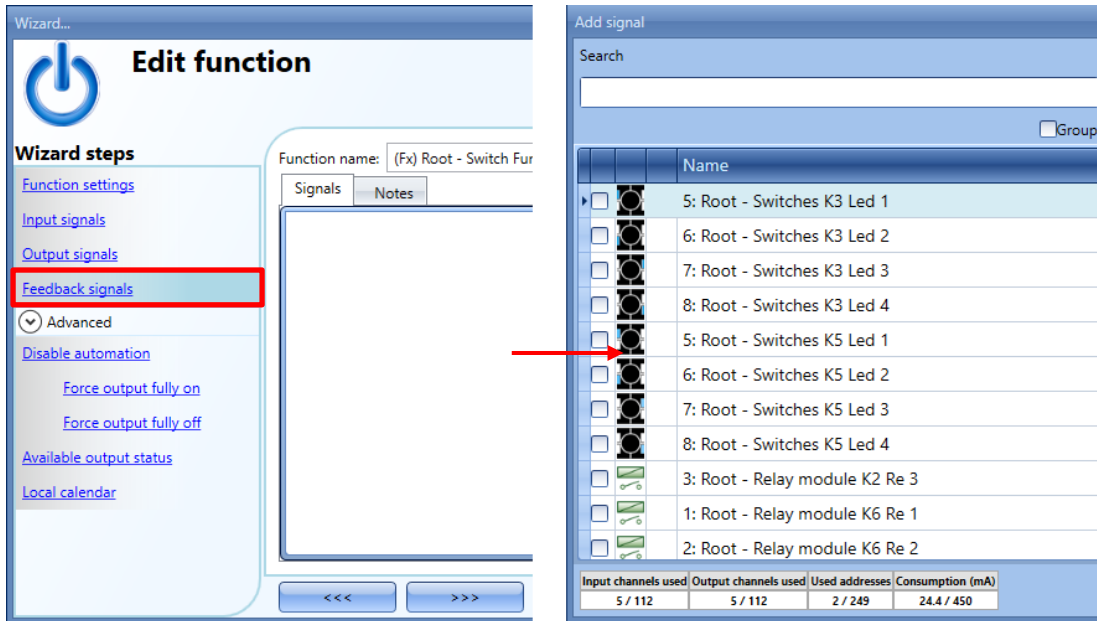 Wizard...
Edit function
Wizard steps
Function settings
Input signals
Output signals
Feedback signals
Advanced
Disable automation
Force output fully on
Force output fully off
Available output status
Local calendar
Function name: (Fx) Root - Switch Fur
Signals Notes
<<< >>>
Add signal
Search
Group
Name
5: Root - Switches K3 Led 1
6: Root - Switches K3 Led 2
7: Root - Switches K3 Led 3
8: Root - Switches K3 Led 4
5: Root - Switches K5 Led 1
6: Root - Switches K5 Led 2
7: Root - Switches K5 Led 3
8: Root - Switches K5 Led 4
3: Root - Relay module K2 Re 3
1: Root - Relay module K6 Re 1
2: Root - Relay module K6 Re 2
Input channels used Output channels used Used addresses Consumption (mA)
5 / 112 5 / 112 2 / 249 24.4 / 450